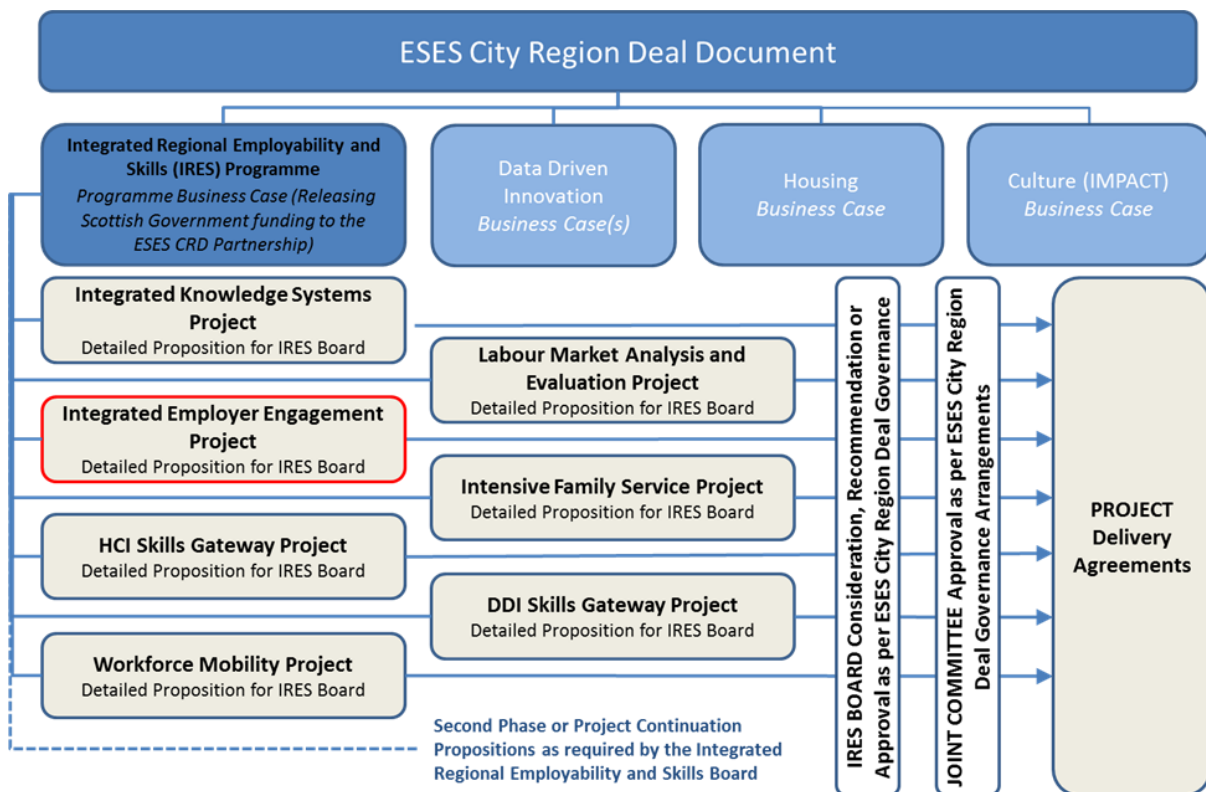 ESES City Region Deal Document
Integrated Regional Employability and
Skills (IRES) Programme
Programme Business Case (Releasing
Scottish Government funding to the
ESES CRD Partnership)
Data Driven
Innovation
Business Case(s)
Housing
Business Case
Culture (IMPACT)
Business Case
Integrated Knowledge Systems
Project
Detailed Proposition for IRES Board
Labour Market Analysis and
Evaluation Project
Detailed Proposition for IRES Board
Integrated Employer Engagement
Project
Detailed Proposition for IRES Board
Intensive Family Service Project
Detailed Proposition for IRES Board
HCI Skills Gateway Project
Detailed Proposition for IRES Board
DDI Skills Gateway Project
Detailed Proposition for IRES Board
Workforce Mobility Project
Detailed Proposition for IRES Board
Second Phase or Project Continuation
Propositions as required by the Integrated
Regional Employability and Skills Board
IRES BOARD Consideration, Recommendation or
Approval as per ESES City Region Deal Governance
JOINT COMMITTEE Approval as per ESES City Region
Deal Governance Arrangements
PROJECT
Delivery
Agreements